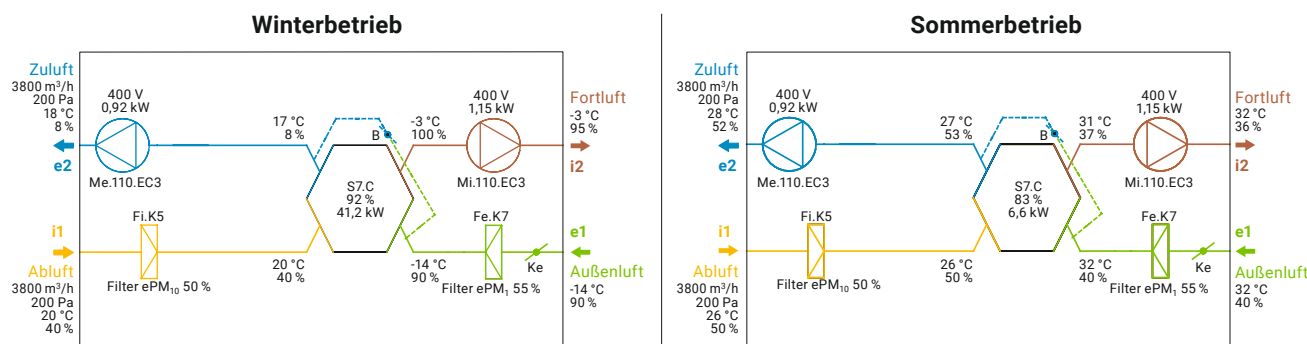 Winterbetrieb
Zuluft
3800 m³/h
200 Pa
18 °C
8 %
e2
400 V
0,92 kW
Me.110.EC3
17 °C
8 %
B
-3 °C
100 %
400 V
1,15 kW
Mi.110.EC3
Fortluft
-3 °C
95 %
i2
S7.C
92 %
41,2 kW
i1
Abluft
3800 m³/h
200 Pa
20 °C
40 %
Fi.K5
Filter ePM₁₀ 50 %
20 °C
40 %
-14 °C
90 %
Fe.K7
Filter ePM₁ 55 %
Ke
e1
Außenluft
-14 °C
90 %
Sommerbetrieb
Zuluft
3800 m³/h
200 Pa
28 °C
52 %
e2
400 V
0,92 kW
Me.110.EC3
27 °C
53 %
B
31 °C
37 %
400 V
1,15 kW
Mi.110.EC3
Fortluft
32 °C
36 %
i2
S7.C
83 %
6,6 kW
i1
Abluft
3800 m³/h
200 Pa
26 °C
50 %
Fi.K5
Filter ePM₁₀ 50 %
26 °C
50 %
32 °C
40 %
Fe.K7
Filter ePM₁ 55 %
Ke
e1
Außenluft
32 °C
40 %